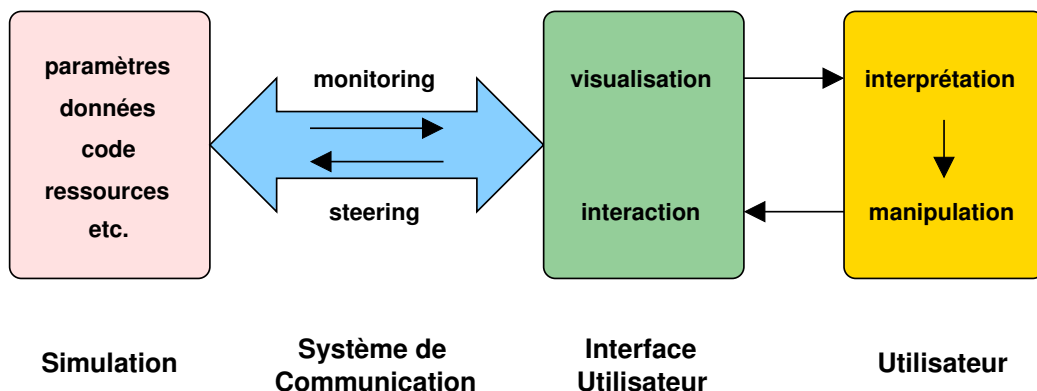 paramètres
données
code
ressources
etc.
monitoring
steering
visualisation
interaction
interprétation
manipulation
Simulation
Système de
Communication
Interface
Utilisateur
Utilisateur